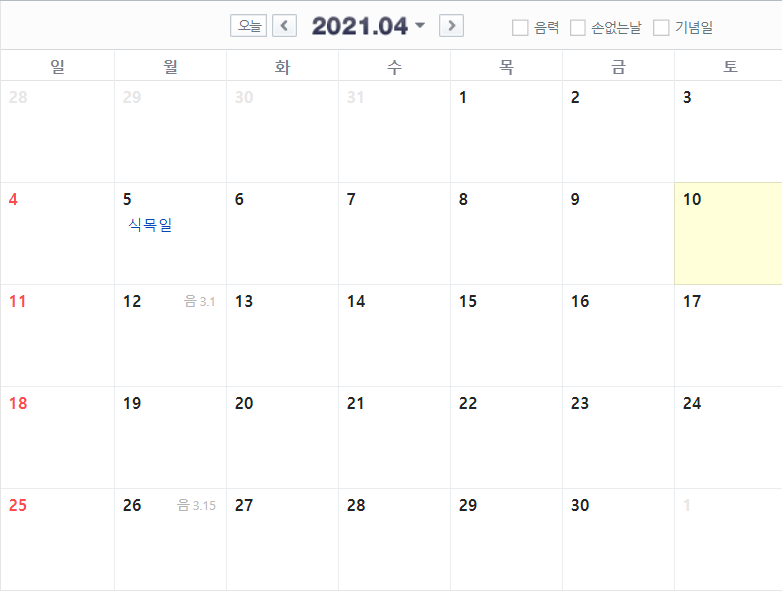 오늘 2021.04 음력 손없는날 기념일
일 월 화 수 목 금 토
28 29 30 31 1 2 3
4 5 6 7 8 9 10
식목일
11 12 음 3.1 13 14 15 16 17
18 19 20 21 22 23 24
25 26 음 3.15 27 28 29 30 1